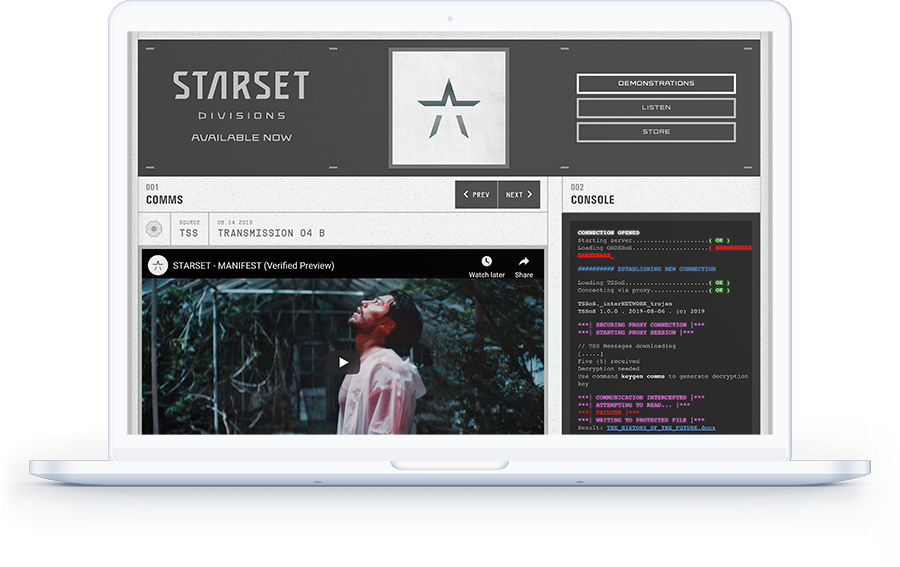 STARSET
DIVISIONS
AVAILABLE NOW
DEMONSTRATIONS
LISTEN
STORE
001
COMMS
PREV
NEXT
SOURCE
TSS
08.14.2019
TRANSMISSION 04 B
STARSET - MANIFEST (Verified Preview)
Watch later
Share
002
CONSOLE
CONNECTION OPENED
Starting server.....................( OK )
Loading ORDEROS.....................(
########## ESTABLISHING NEW CONNECTION
Loading TSSoS.....................( OK )
Connecting via proxy.....................( OK )
TSSoS._interNETWORK_trojan
TSSoS 1.0.0 . 2019-08-06 . (c) 2019
***| SECURING PROXY CONNECTION |***
***| STARTING PROXY SESSION |***
// TSS Messages downloading
[.....]
Five (5) received
Decryption needed
Use command keygen comms to generate decryption
key
***| COMMUNICATION INTERCEPTED |***
***| ATTEMPTING TO READ... |***
***| FAILURE |***
***| WRITING TO PROTECTED FILE |***
Result: THE_HISTORY_OF_THE_FUTURE.docx